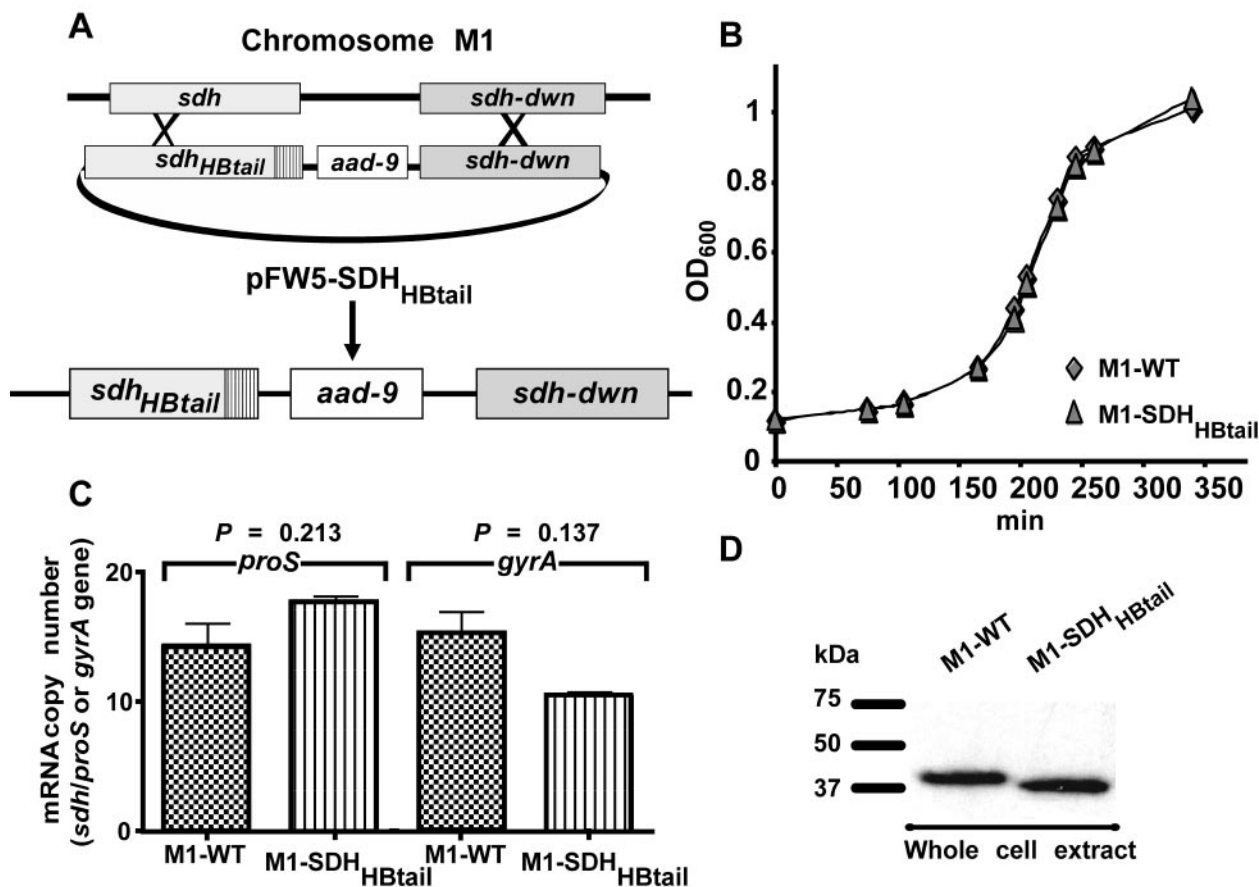 A
Chromosome M1
sdh
sdh-dwn
sdhHBtail
aad-9
sdh-dwn
pFW5-SDHHBtail
sdhHBtail
aad-9
sdh-dwn
B
OD600
1
0.8
0.6
0.4
0.2
0
0 50 100 150 200 250 300 350
min
M1-WT
M1-SDHHBtail
C
P = 0.213
proS
P = 0.137
gyrA
mRNA copy number
(sdh/proS or gyrA gene)
20
10
0
M1-WT
M1-SDHHBtail
M1-WT
M1-SDHHBtail
D
kDa
M1-WT
M1-SDHHBtail
75
50
37
Whole cell extract